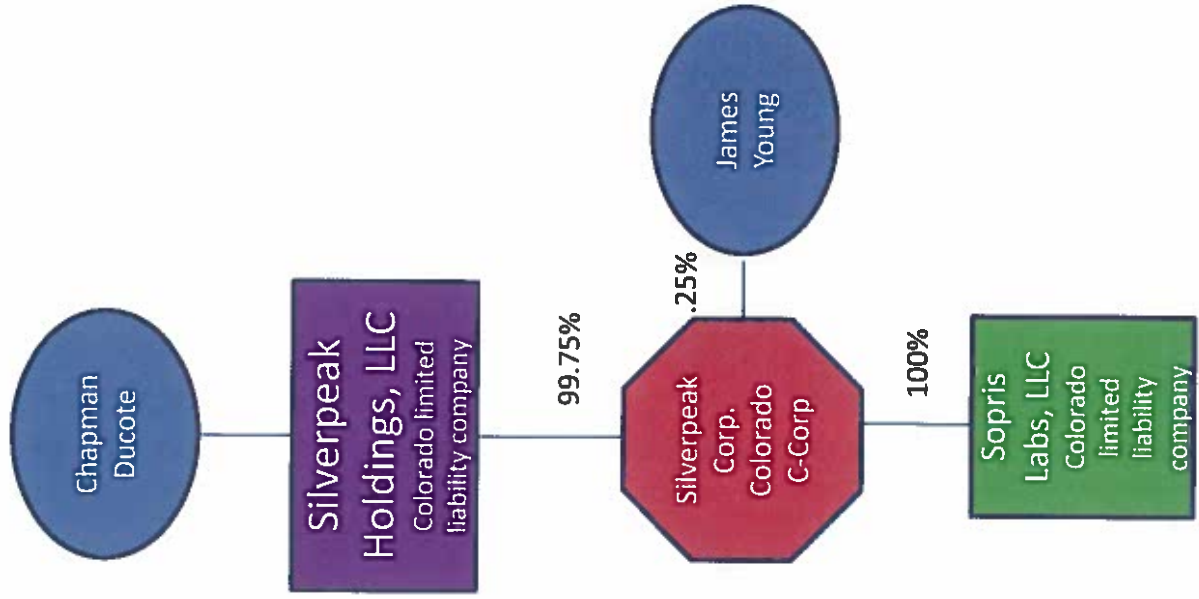 Chapman
Ducote
Silverpeak
Holdings, LLC
Colorado limited
liability company
99.75%
Silverpeak
Corp.
Colorado
C-Corp
.25%
James
Young
100%
Sopris
Labs, LLC
Colorado
limited
liability
company